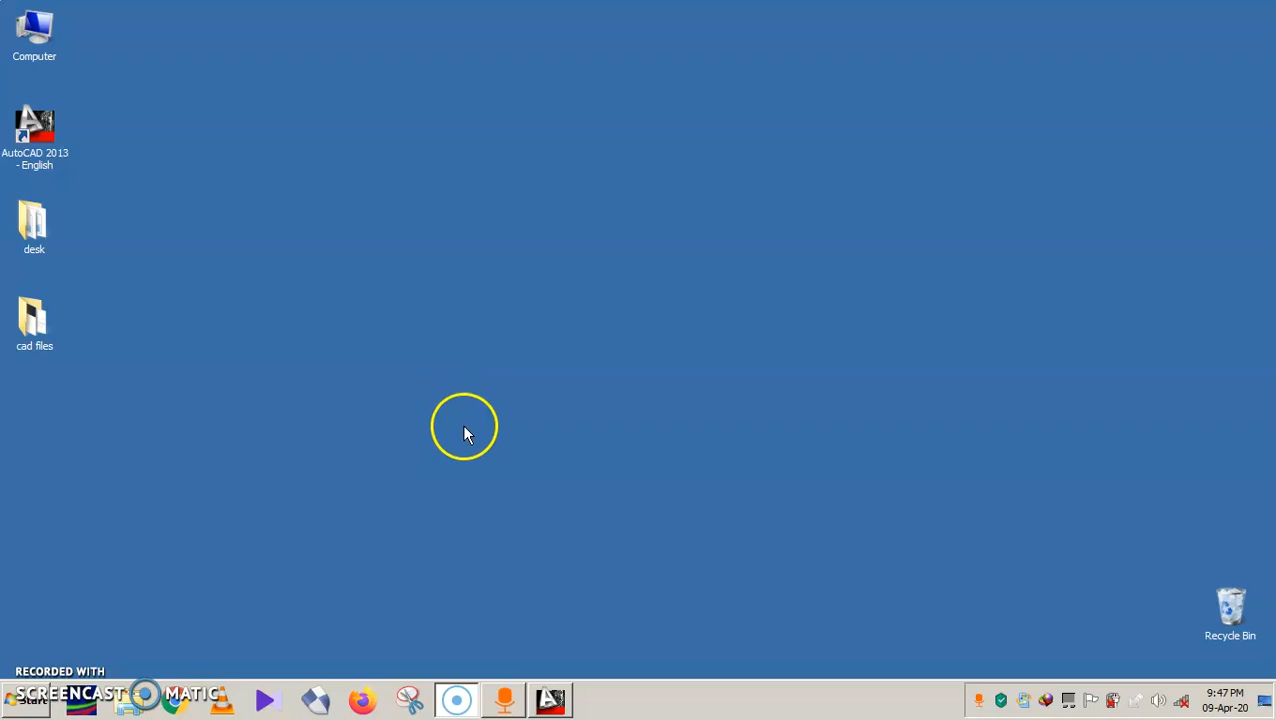 Computer
AutoCAD 2013
- English
desk
cad files
Recycle Bin
RECORDED WITH
SCREENCAST MATIC
Start
9:47 PM
09-Apr-20